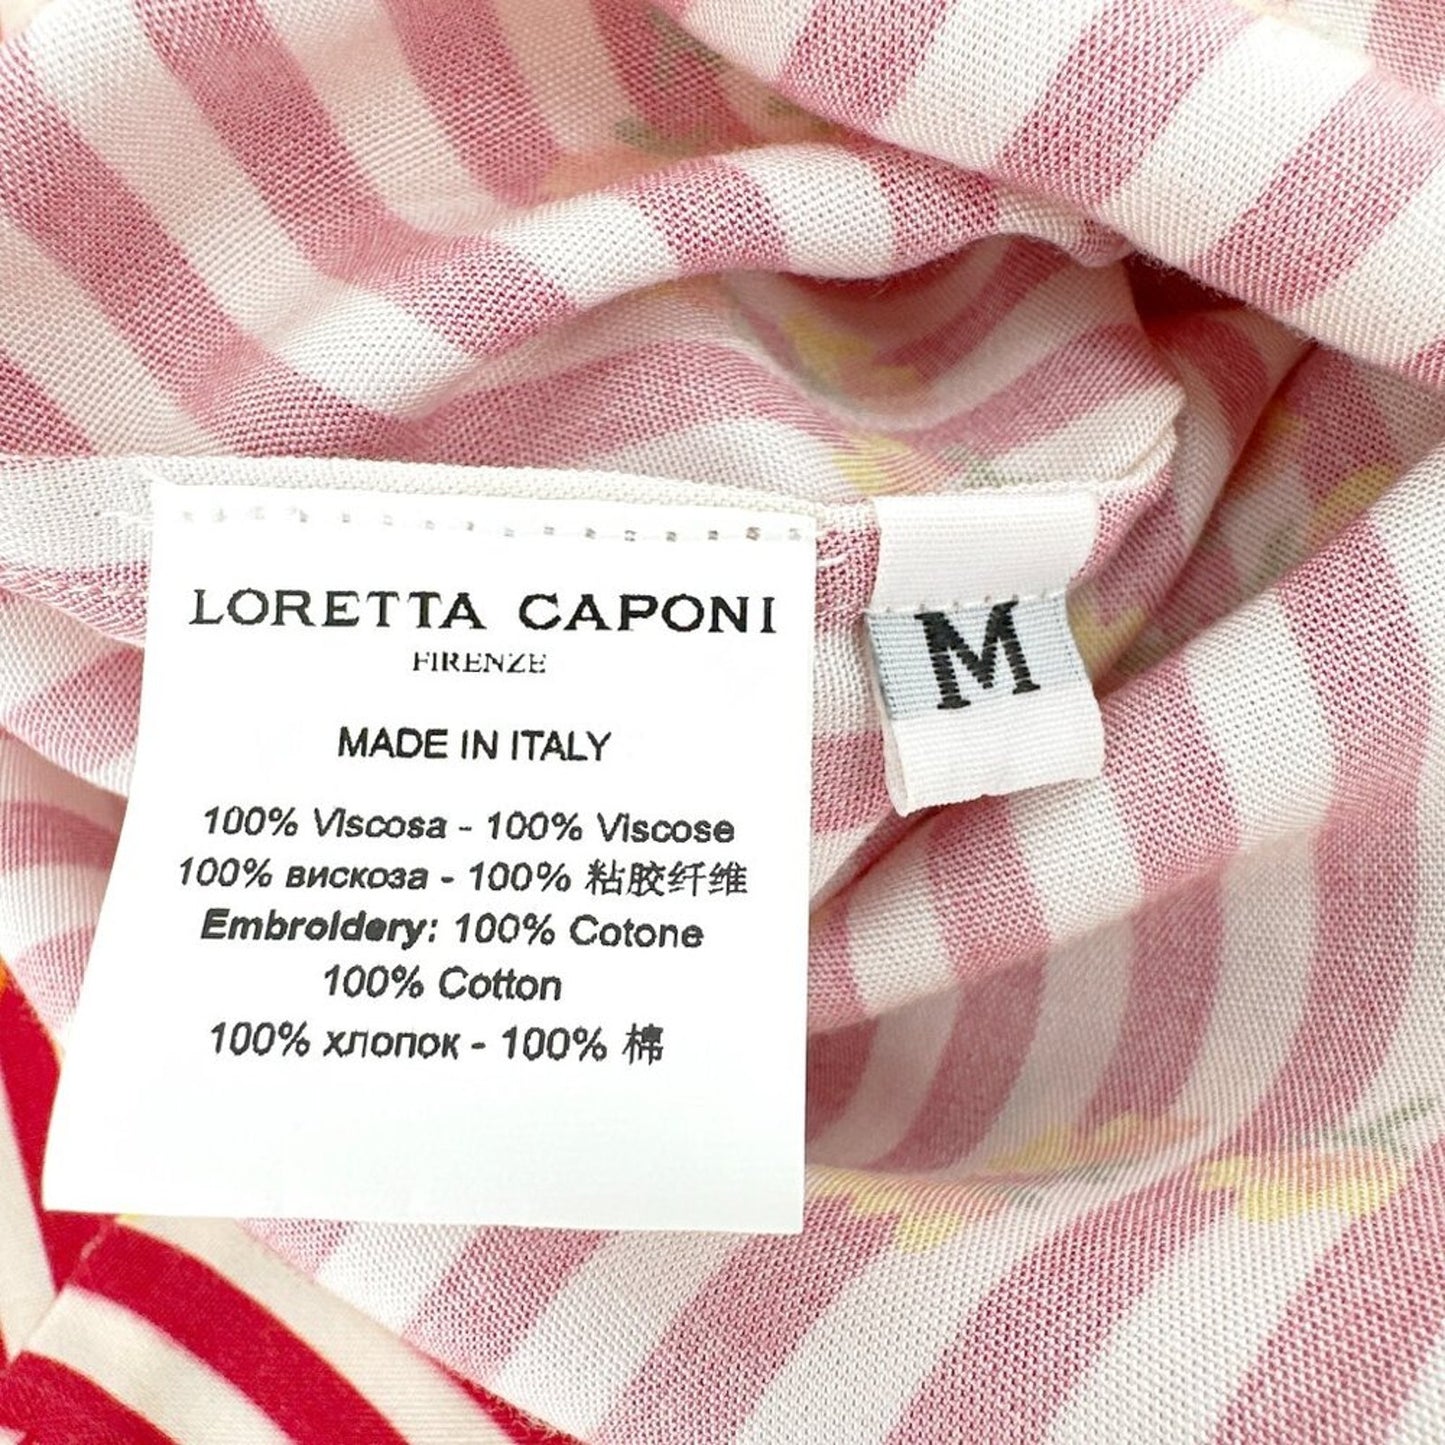 LORETTA CAPONI
FIRENZE
MADE IN ITALY
100% Viscosa - 100% Viscose
100% вискоза - 100% 粘胶纤维
Embroidery: 100% Cotone
100% Cotton
100% хлопок - 100% 棉
M